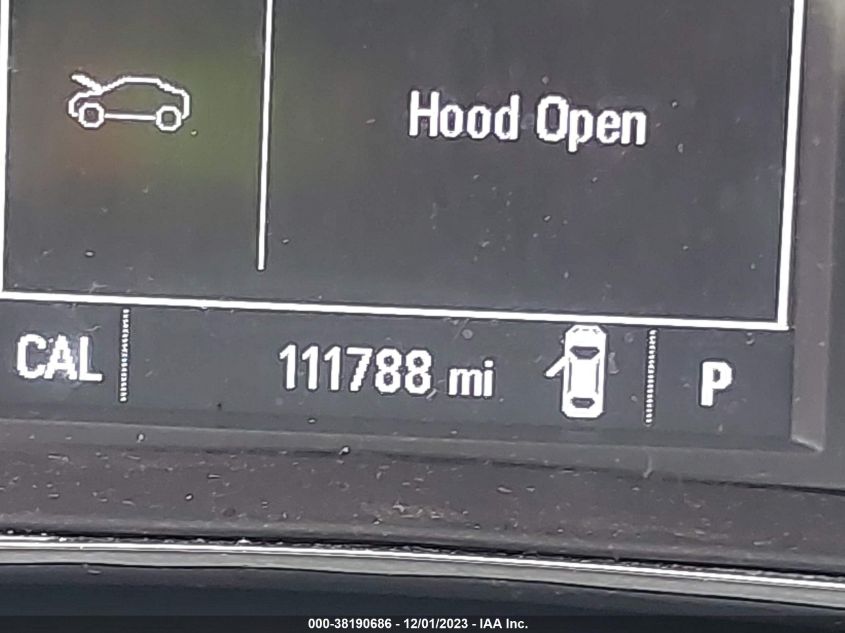 Hood Open
CAL 111788 mi P
000-38190686 - 12/01/2023 - IAA Inc.